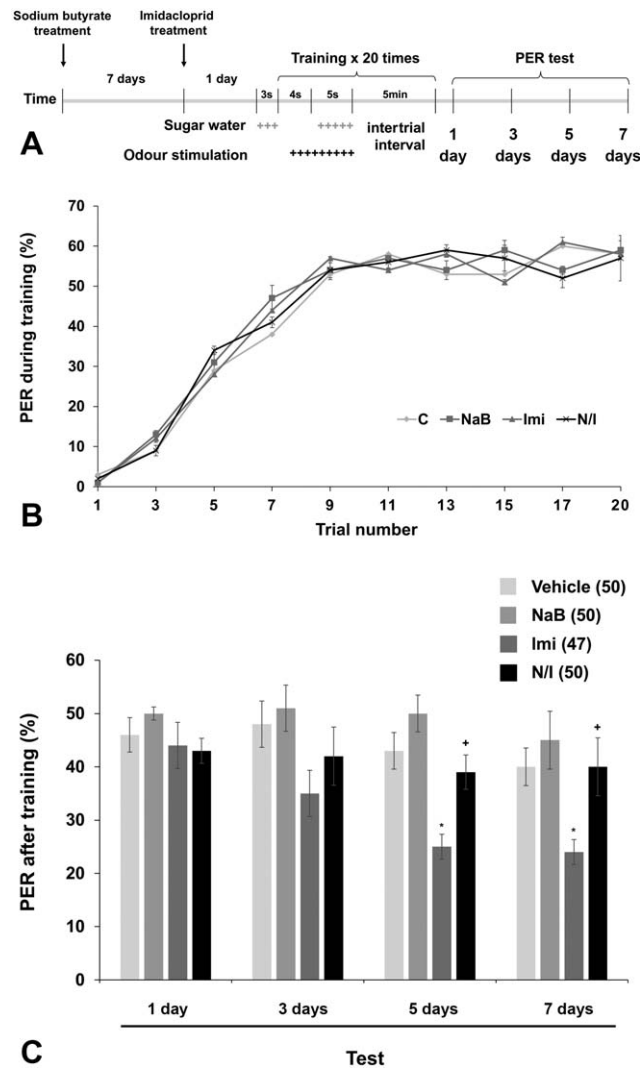 Sodium butyrate treatment
Imidacloprid treatment
Training x 20 times
PER test
7 days
1 day
3s
4s
5s
5min
Time
Sugar water
+++
+++++
intertrial interval
1 day
3 days
5 days
7 days
Odour stimulation
+++++++++
A
PER during training (%)
70
60
50
40
30
20
10
0
C
NaB
Imi
N/I
1
3
5
7
9
11
13
15
17
20
Trial number
B
Vehicle (50)
NaB (50)
Imi (47)
N/I (50)
PER after training (%)
60
50
40
30
20
10
0
*
+
*
+
1 day
3 days
5 days
7 days
Test
C